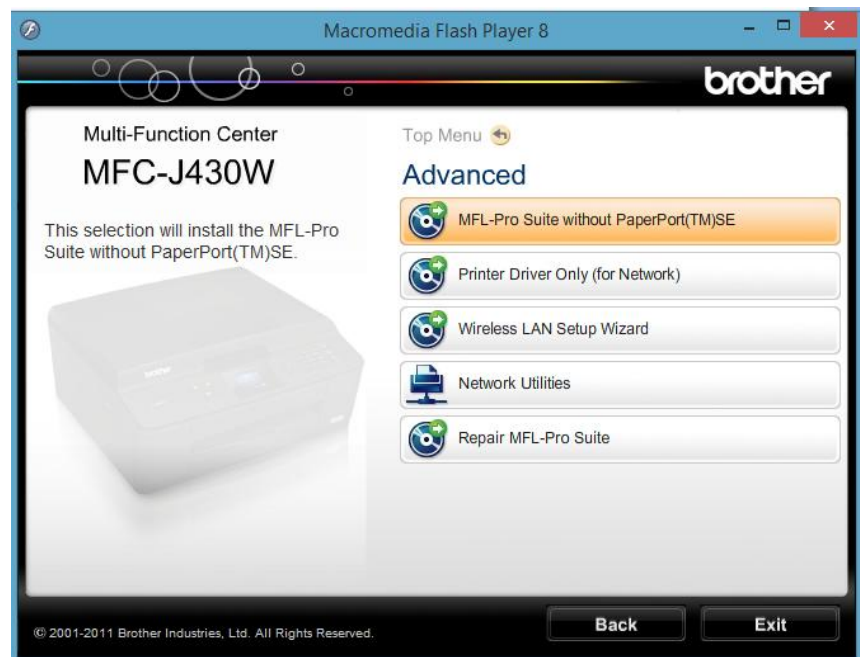 Macromedia Flash Player 8
brother
Multi-Function Center
MFC-J430W
This selection will install the MFL-Pro
Suite without PaperPort(TM)SE.
Top Menu
Advanced
MFL-Pro Suite without PaperPort(TM)SE
Printer Driver Only (for Network)
Wireless LAN Setup Wizard
Network Utilities
Repair MFL-Pro Suite
© 2001-2011 Brother Industries, Ltd. All Rights Reserved.
Back
Exit